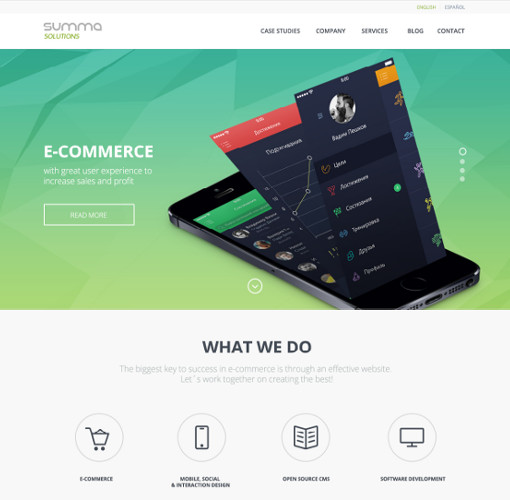 ENGLISH ESPAÑOL
summa
SOLUTIONS
CASE STUDIES COMPANY SERVICES BLOG CONTACT
E-COMMERCE
with great user experience to
increase sales and profit
READ MORE
Достижения
Подтягивания
Вадим Пешков
Цели
Достижения
Состязания
Тренировка
Друзья
Профиль
WHAT WE DO
The biggest key to success in e-commerce is through an effective website.
Let´s work together on creating the best!
E-COMMERCE
MOBILE, SOCIAL
& INTERACTION DESIGN
OPEN SOURCE CMS
SOFTWARE DEVELOPMENT